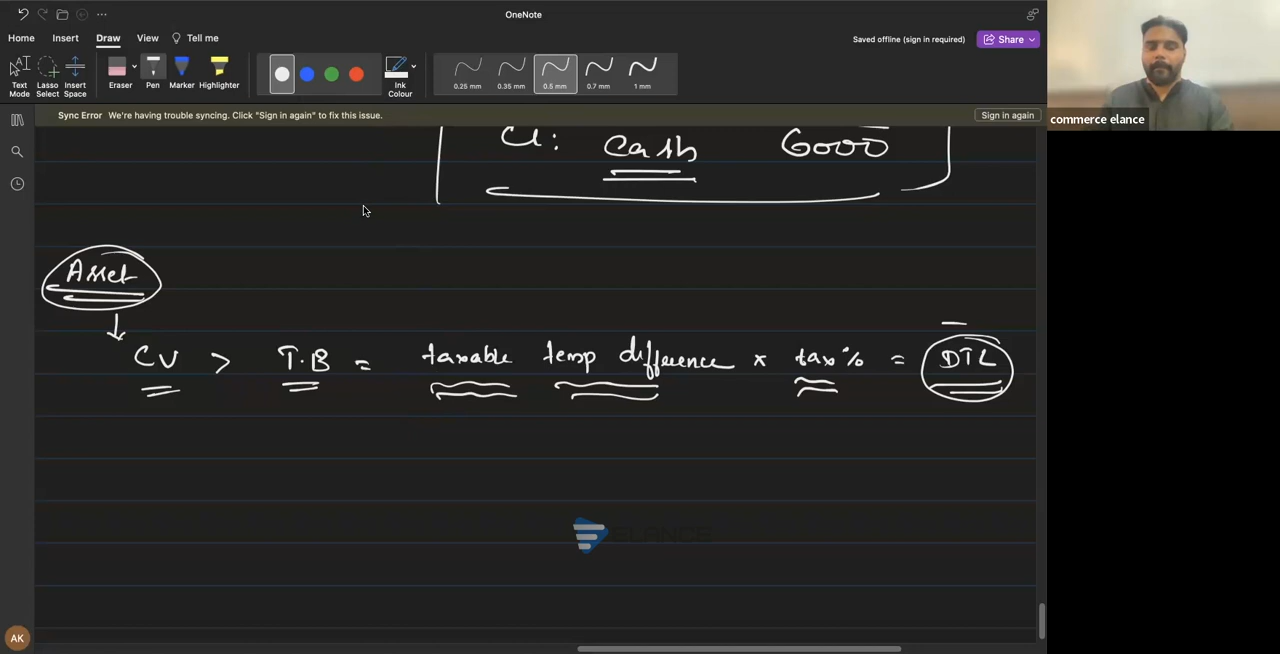 OneNote
Home Insert Draw View Tell me
Saved offline (sign in required) Share
Text Mode Lasso Select Insert Space Eraser Pen Marker Highlighter Ink Colour 0.25 mm 0.35 mm 0.5 mm 0.7 mm 1 mm
commerce elance
Sync Error We're having trouble syncing. Click "Sign in again" to fix this issue. Sign in again
Cl: Cash 6000
Asset
CV > T.B = taxable temp difference × tax% = DTL
ELANCE
AK